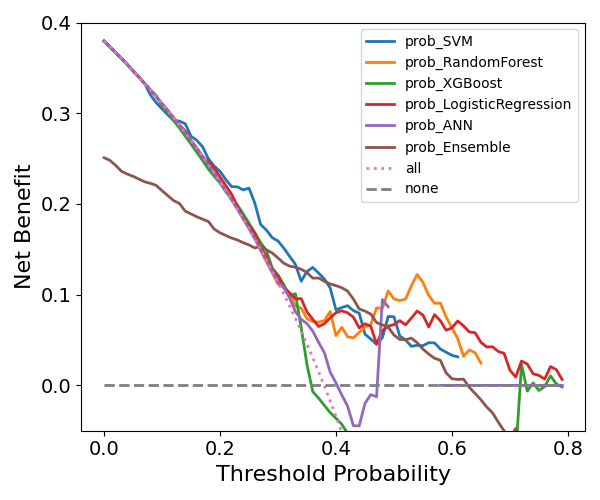 0.4
0.3
0.2
0.1
0.0
Net Benefit
prob_SVM
prob_RandomForest
prob_XGBoost
prob_LogisticRegression
prob_ANN
prob_Ensemble
all
none
0.0 0.2 0.4 0.6 0.8
Threshold Probability